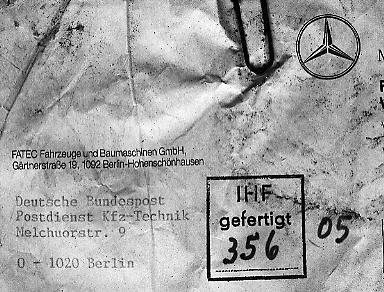 FATEC Fahrzeuge und Baumaschinen GmbH,
Gärtnerstraße 19, 1092 Berlin-Hohenschönhausen
Deutsche Bundespost
Postdienst Kfz-Technik
Melchuorstr. 9
O - 1020 Berlin
IHF
gefertigt
356
05